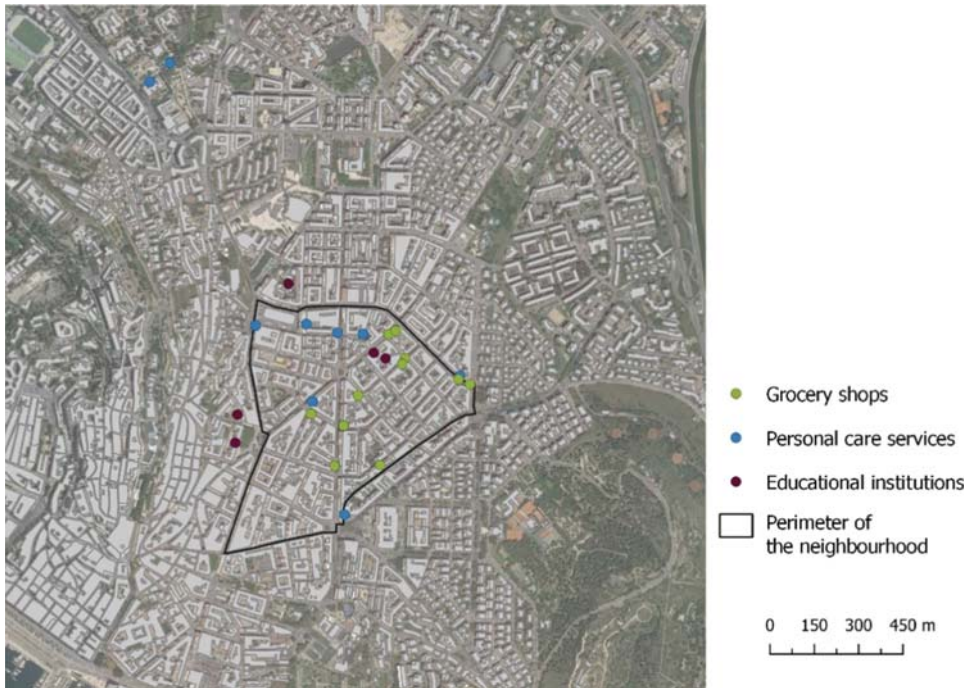 Grocery shops
Personal care services
Educational institutions
Perimeter of
the neighbourhood
0 150 300 450 m